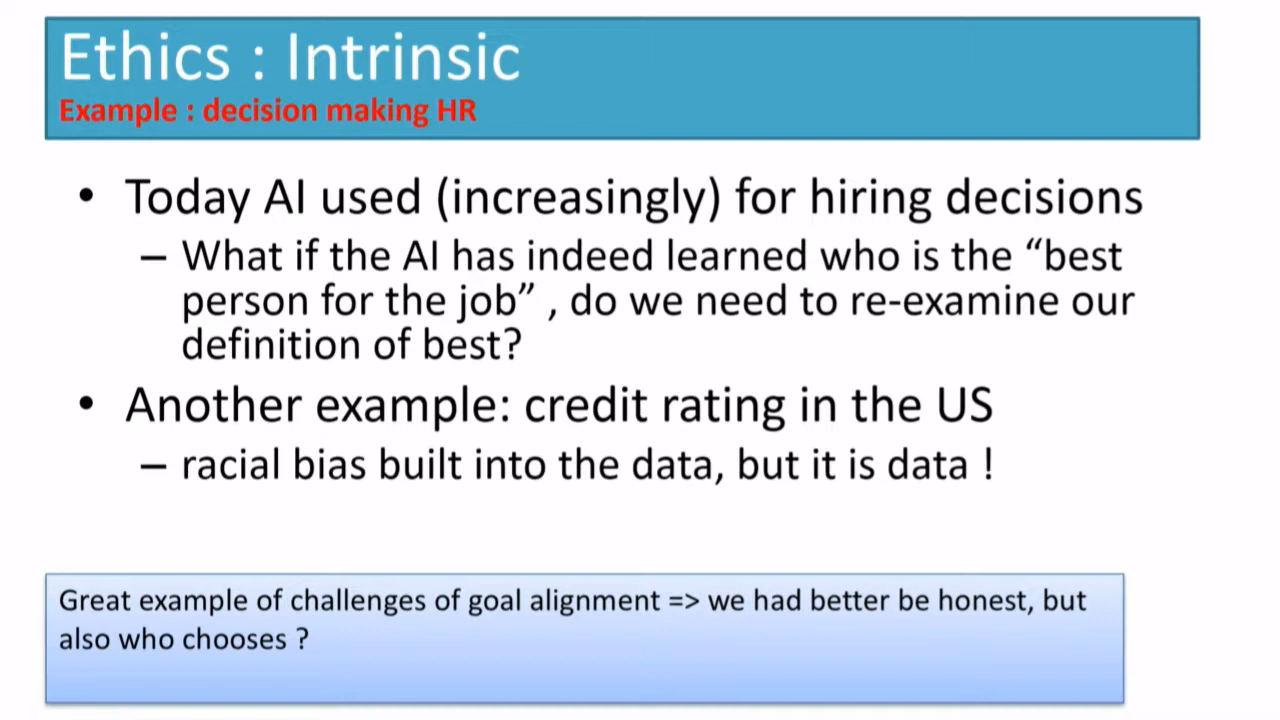 Ethics : Intrinsic
Example : decision making HR
• Today AI used (increasingly) for hiring decisions
– What if the AI has indeed learned who is the “best
person for the job” , do we need to re-examine our
definition of best?
• Another example: credit rating in the US
– racial bias built into the data, but it is data !
Great example of challenges of goal alignment => we had better be honest, but
also who chooses ?